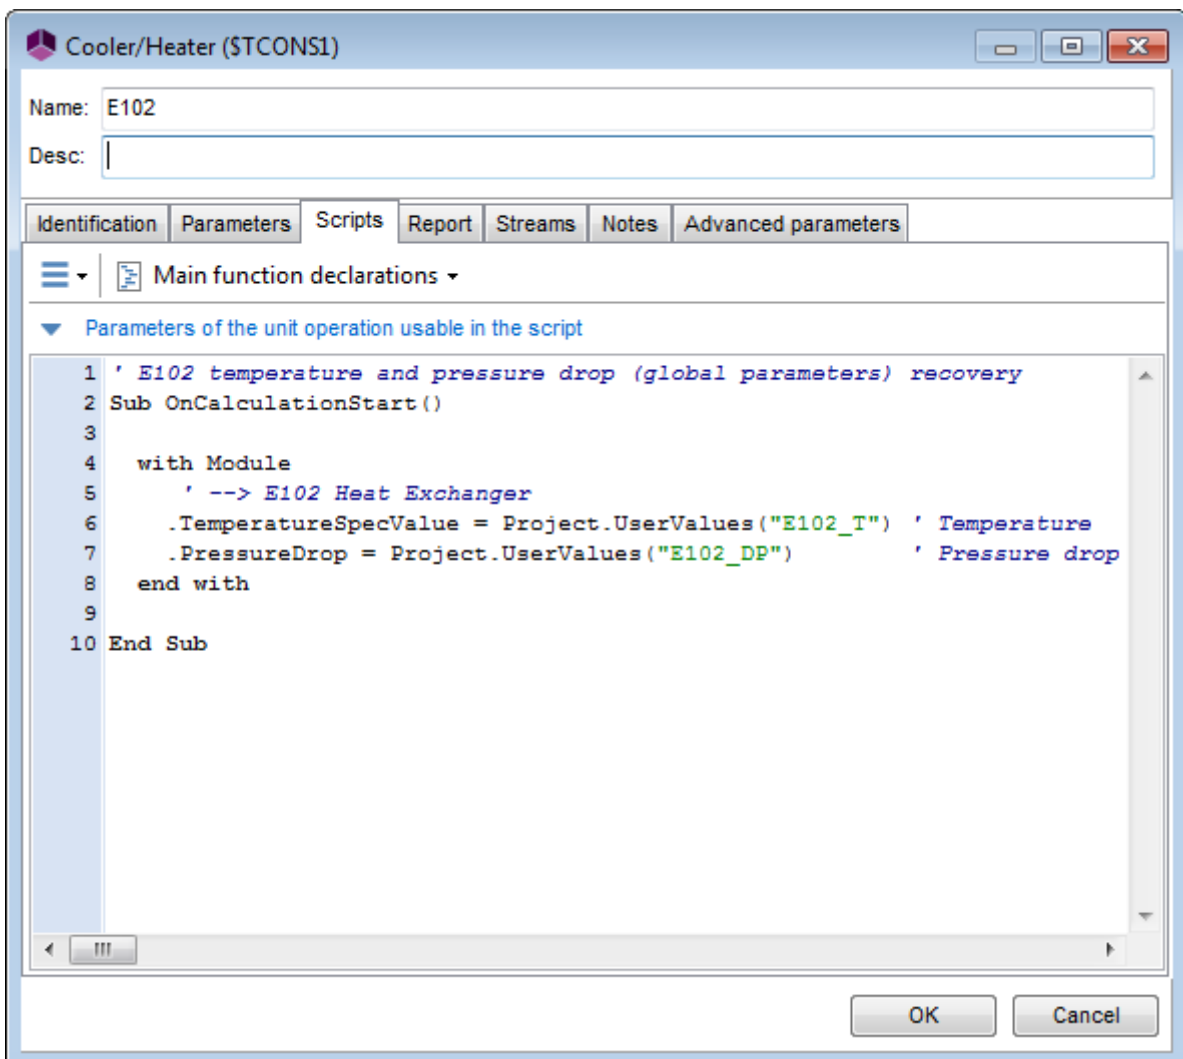 Cooler/Heater ($TCONS1)
Name: E102
Desc:
Identification Parameters Scripts Report Streams Notes Advanced parameters
Main function declarations
Parameters of the unit operation usable in the script
1 ' E102 temperature and pressure drop (global parameters) recovery
2 Sub OnCalculationStart()
3
4 with Module
5 ' --> E102 Heat Exchanger
6 .TemperatureSpecValue = Project.UserValues("E102_T") ' Temperature
7 .PressureDrop = Project.UserValues("E102_DP") ' Pressure drop
8 end with
9
10 End Sub
OK Cancel